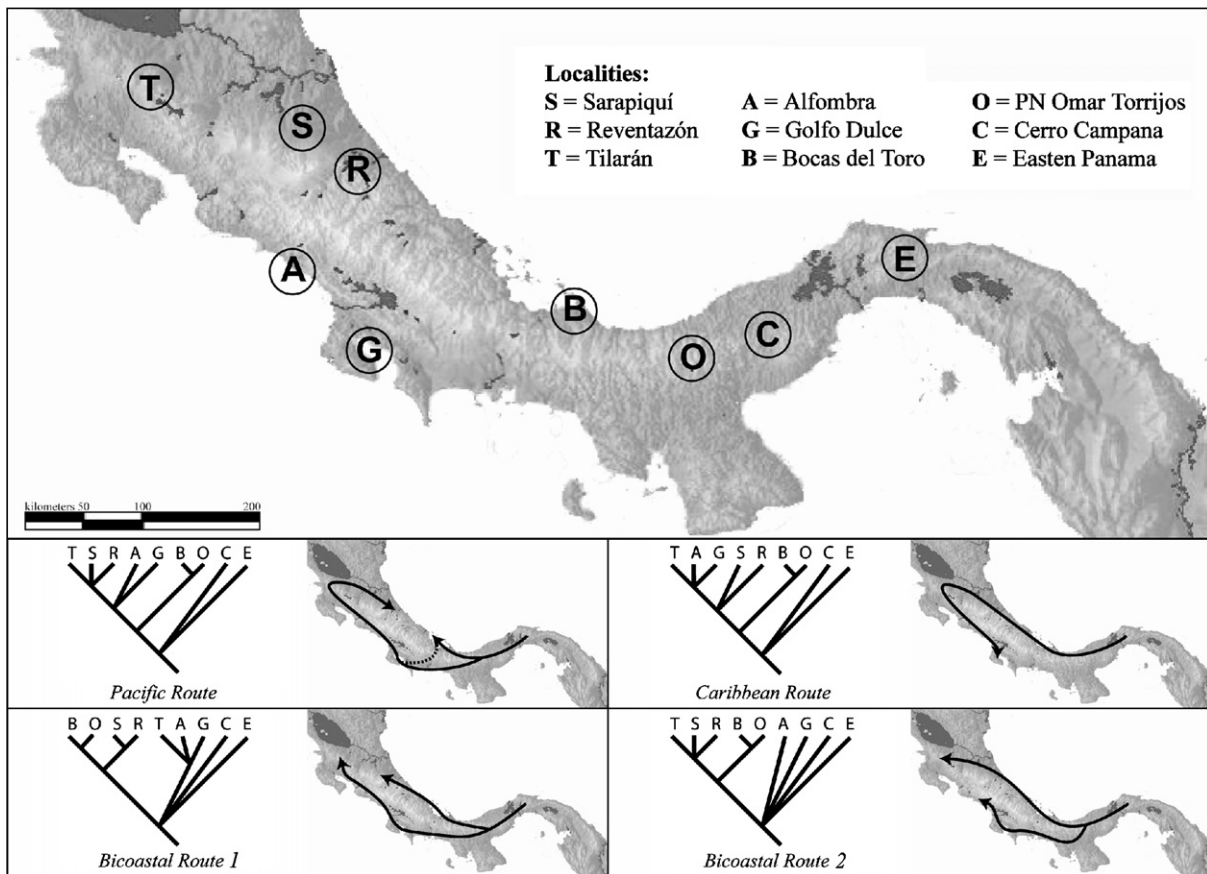 T
S
R
A
G
B
O
C
E
Localities:
S = Sarapiquí A = Alfombra O = PN Omar Torrijos
R = Reventazón G = Golfo Dulce C = Cerro Campana
T = Tilarán B = Bocas del Toro E = Easten Panama
kilometers 50 100 200
T S R A G B O C E
Pacific Route
T A G S R B O C E
Caribbean Route
B O S R T A G C E
Bicoastal Route 1
T S R B O A G C E
Bicoastal Route 2